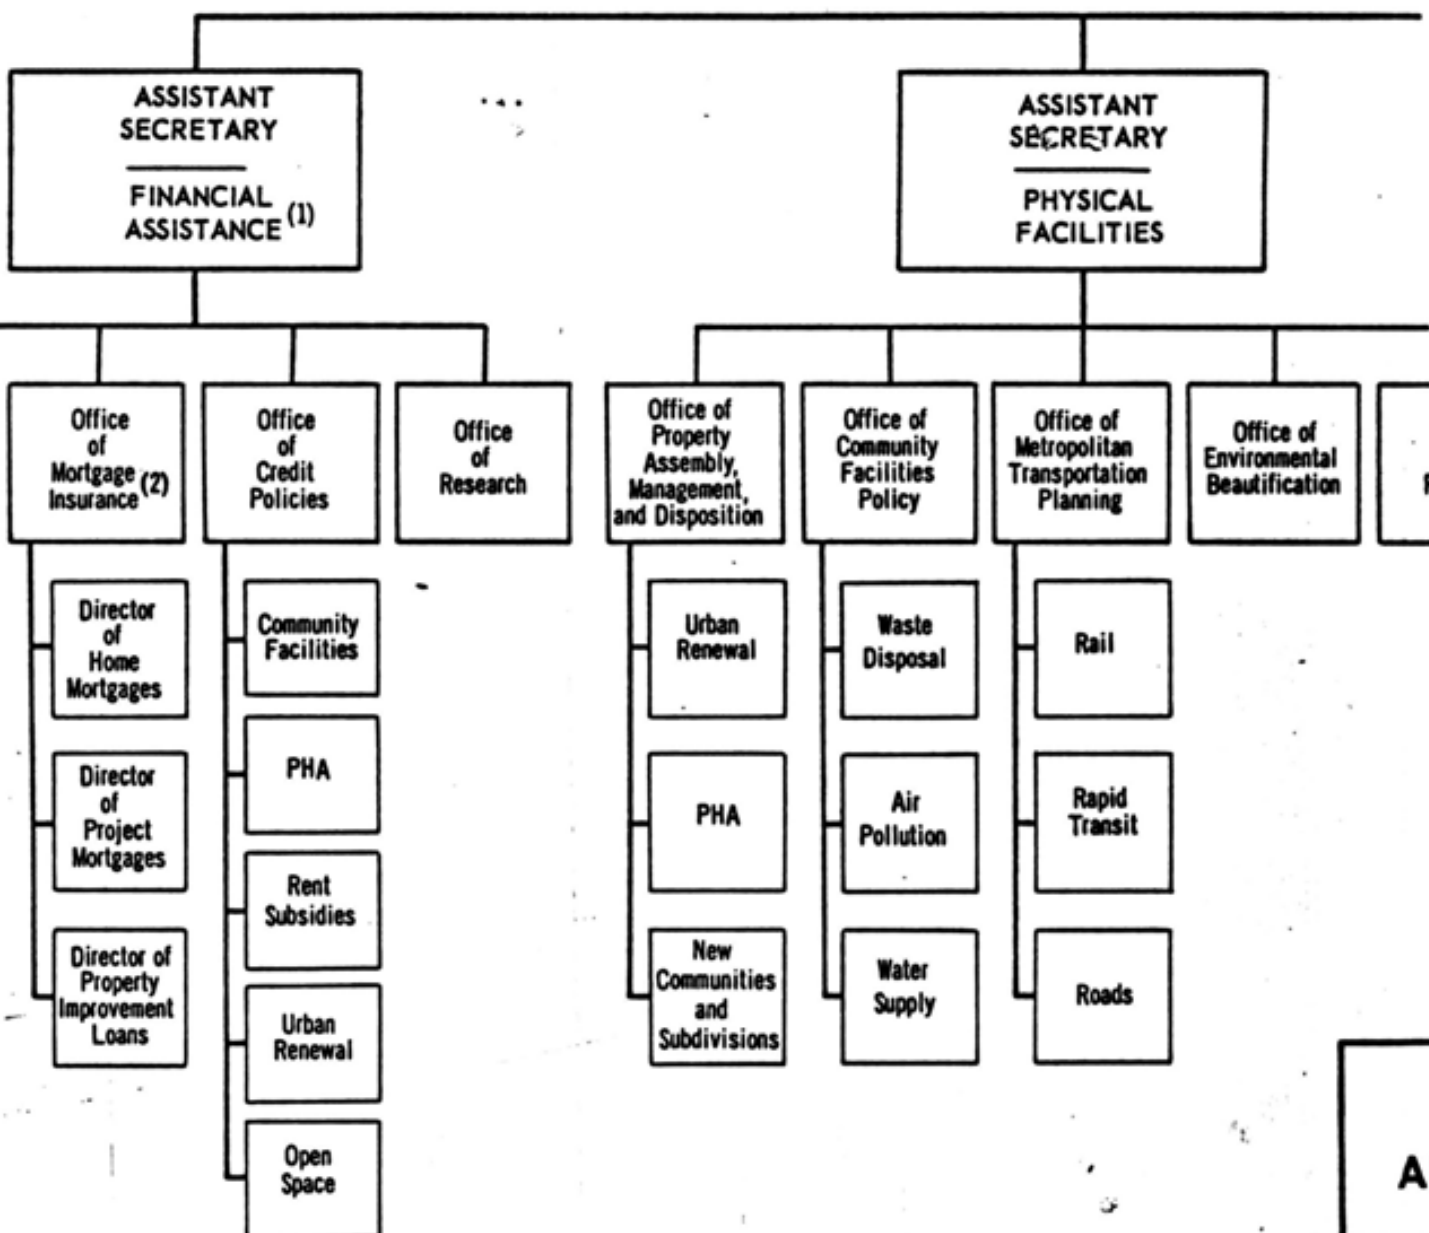 ASSISTANT
SECRETARY
FINANCIAL
ASSISTANCE (1)
ASSISTANT
SECRETARY
PHYSICAL
FACILITIES
Office
of
Mortgage
Insurance (2)
Office
of
Credit
Policies
Office
of
Research
Office of
Property
Assembly,
Management,
and Disposition
Office of
Community
Facilities
Policy
Office of
Metropolitan
Transportation
Planning
Office of
Environmental
Beautification
Director
of
Home
Mortgages
Director
of
Project
Mortgages
Director of
Property
Improvement
Loans
Community
Facilities
PHA
Rent
Subsidies
Urban
Renewal
Open
Space
Urban
Renewal
PHA
New
Communities
and
Subdivisions
Waste
Disposal
Air
Pollution
Water
Supply
Rail
Rapid
Transit
Roads